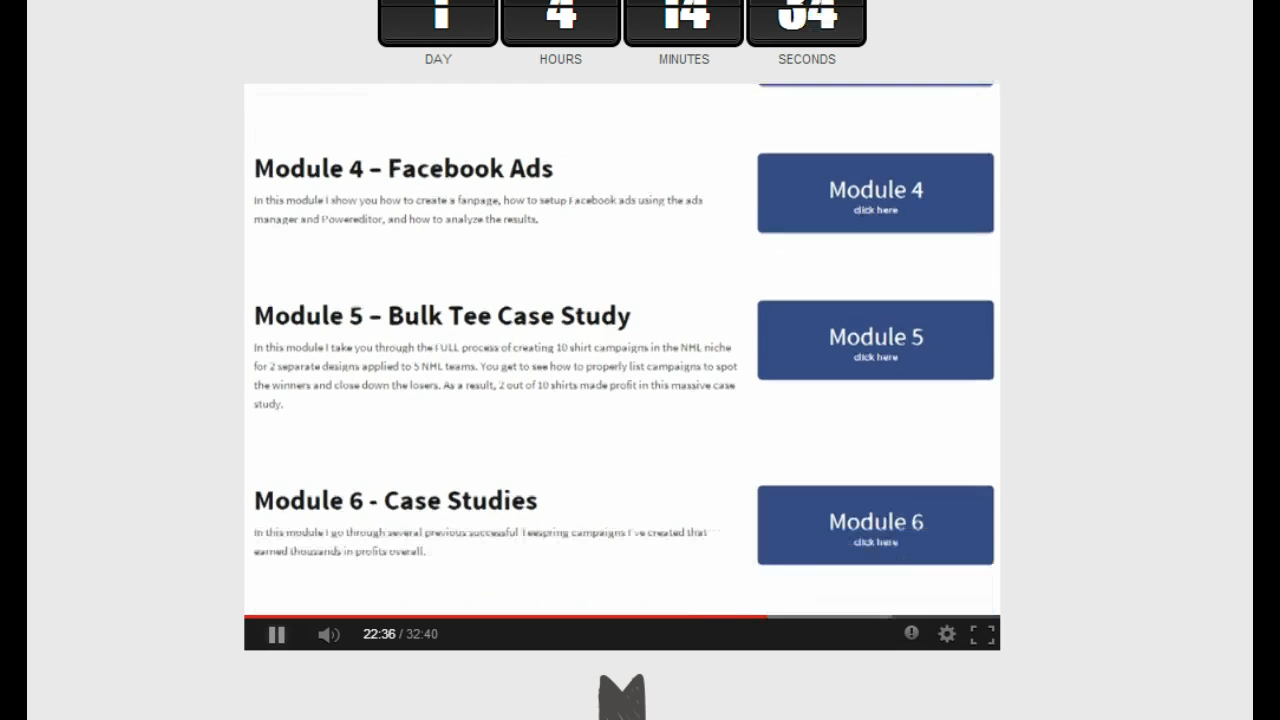 1 4 14 34
DAY HOURS MINUTES SECONDS
Module 4 – Facebook Ads
In this module I show you how to create a fanpage, how to setup Facebook ads using the ads
manager and Powereditor, and how to analyze the results.
Module 4
click here
Module 5 – Bulk Tee Case Study
In this module I take you through the FULL process of creating 10 shirt campaigns in the NHL niche
for 2 separate designs applied to 5 NHL teams. You get to see how to properly list campaigns to spot
the winners and close down the losers. As a result, 2 out of 10 shirts made profit in this massive case
study.
Module 5
click here
Module 6 - Case Studies
In this module I go through several previous successful Teespring campaigns I've created that
earned thousands in profits overall.
Module 6
click here
22:36 / 32:40